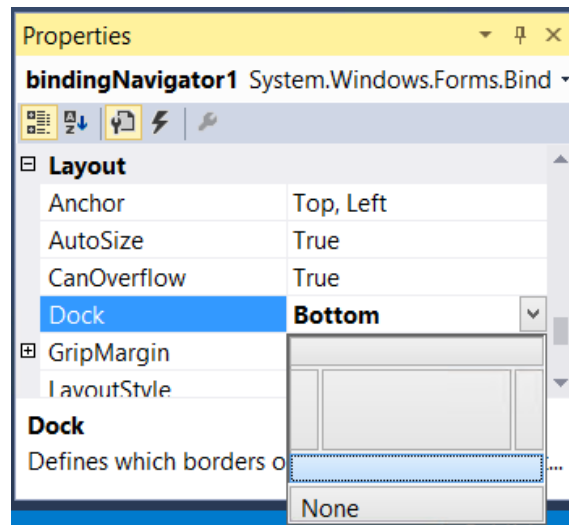 Properties
bindingNavigator1 System.Windows.Forms.Bind
Layout
Anchor Top, Left
AutoSize True
CanOverflow True
Dock Bottom
GripMargin
LayoutStyle
Dock
Defines which borders o ...
None